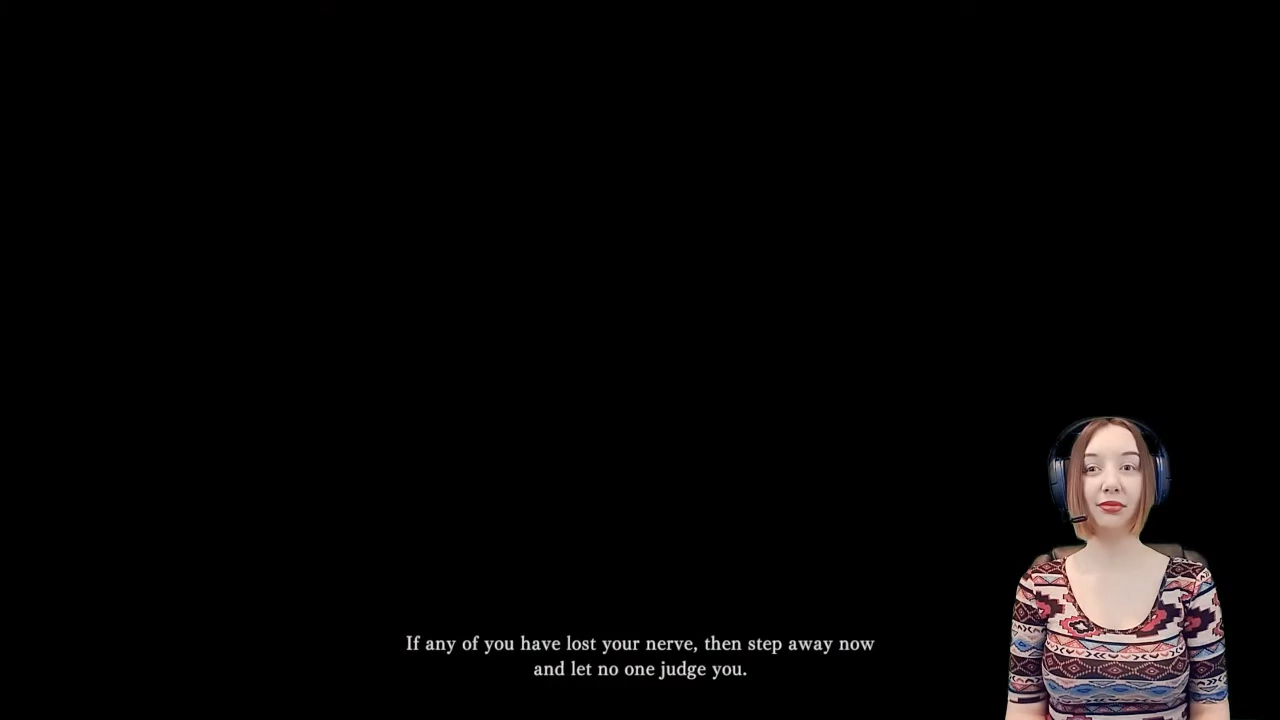 If any of you have lost your nerve, then step away now
and let no one judge you.